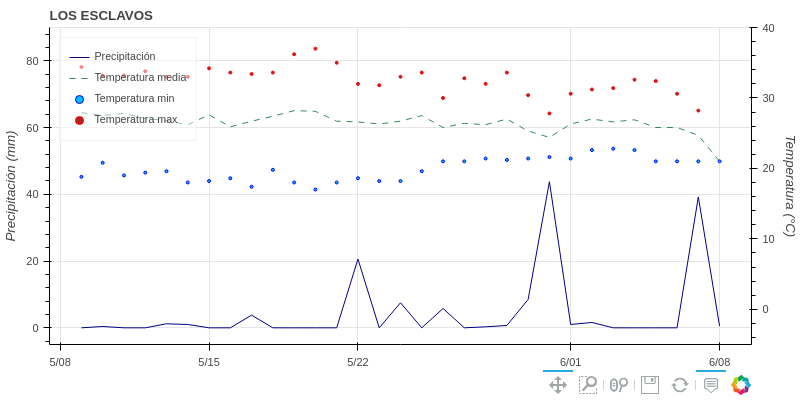 LOS ESCLAVOS
Precipitación
Temperatura media
Temperatura min
Temperatura max
Precipitación (mm)
80
60
40
20
0
Temperatura (°C)
40
30
20
10
0
5/08
5/15
5/22
6/01
6/08